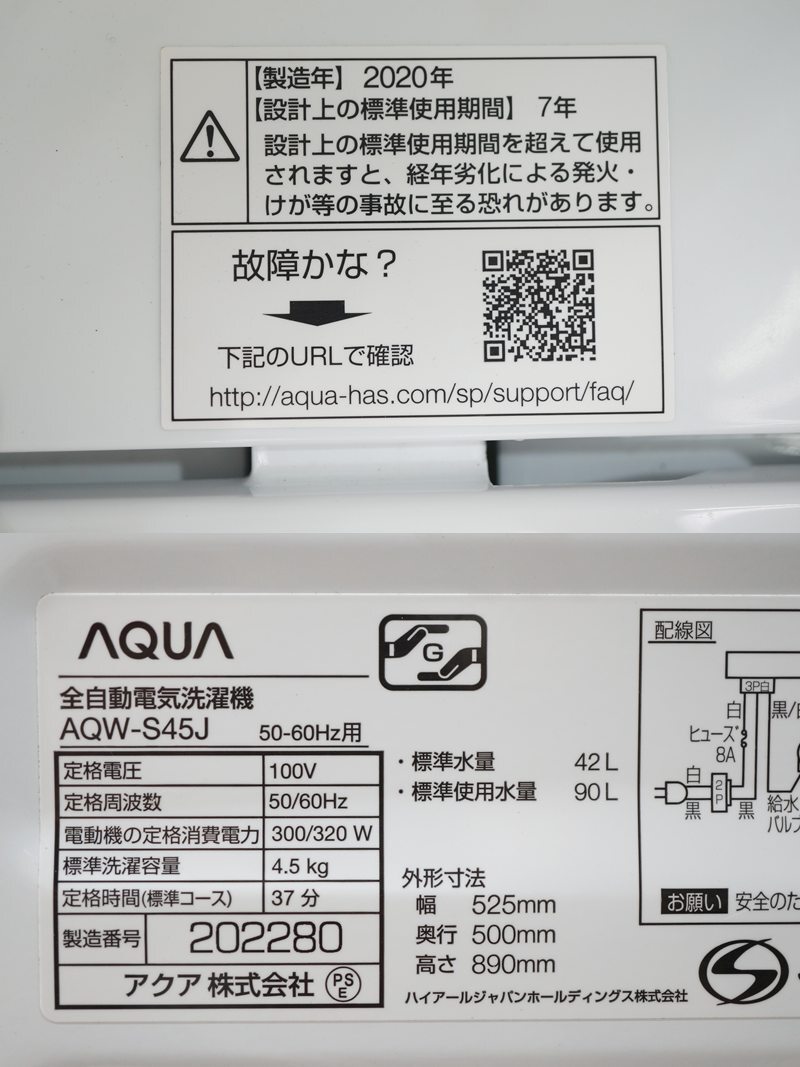 【製造年】 2020年
【設計上の標準使用期間】 7年
設計上の標準使用期間を超えて使用
されますと、経年劣化による発火・
けが等の事故に至る恐れがあります。
故障かな？
下記のURLで確認
http://aqua-has.com/sp/support/faq/
AQUA
G
全自動電気洗濯機
AQW-S45J 50-60Hz用
定格電圧 100V
定格周波数 50/60Hz
電動機の定格消費電力 300/320 W
標準洗濯容量 4.5 kg
定格時間(標準コース) 37 分
製造番号 202280
アクア 株式会社 PS E
・標準水量 42 L
・標準使用水量 90 L
外形寸法
幅 525mm
奥行 500mm
高さ 890mm
ハイアールジャパンホールディングス株式会社
配線図
3P白
白 黒/白
ヒューズ
8A
白
2P
黒 黒
給水
バルブ
お願い 安全のた